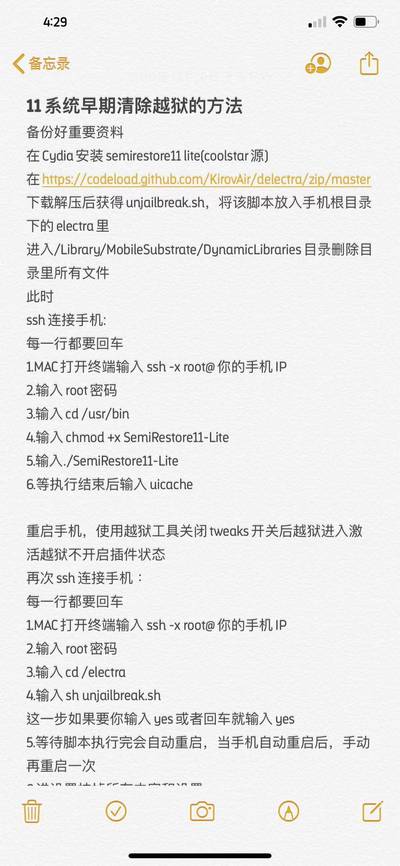 4:29
备忘录
11系统早期清除越狱的方法
备份好重要资料
在 Cydia 安装 semirestore11 lite(coolstar 源)
在 https://codeload.github.com/KirovAir/delectra/zip/master
下载解压后获得 unjailbreak.sh，将该脚本放入手机根目录
下的 electra 里
进入/Library/MobileSubstrate/DynamicLibraries 目录删除目
录里所有文件
此时
ssh 连接手机:
每一行都要回车
1.MAC 打开终端输入 ssh -x root@ 你的手机 IP
2.输入 root 密码
3.输入 cd /usr/bin
4.输入 chmod +x SemiRestore11-Lite
5.输入./SemiRestore11-Lite
6.等执行结束后输入 uicache
重启手机，使用越狱工具关闭 tweaks 开关后越狱进入激
活越狱不开启插件状态
再次 ssh 连接手机：
每一行都要回车
1.MAC 打开终端输入 ssh -x root@ 你的手机 IP
2.输入 root 密码
3.输入 cd /electra
4.输入 sh unjailbreak.sh
这一步如果要你输入 yes 或者回车就输入 yes
5.等待脚本执行完会自动重启，当手机自动重启后，手动
再重启一次